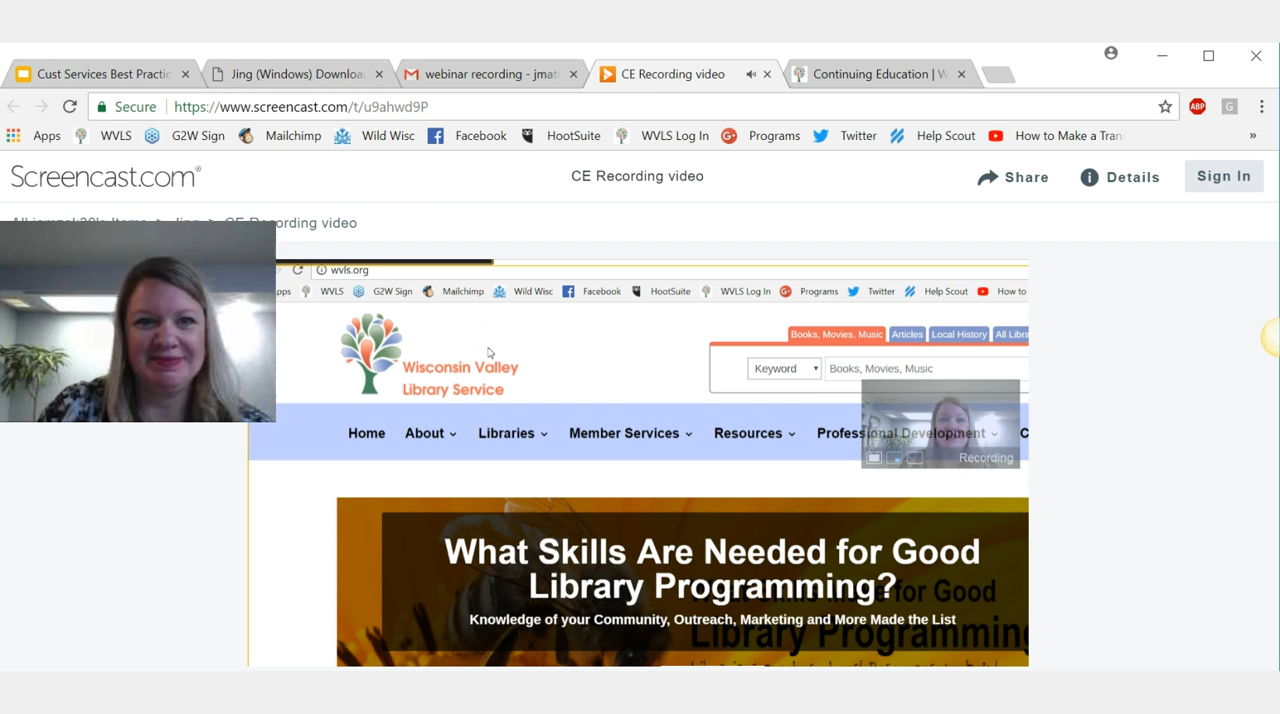 Cust Services Best Practic
Jing (Windows) Downloa
webinar recording - jmat
CE Recording video
Continuing Education | W
Secure https://www.screencast.com/t/u9ahwd9P
ABP
G
Apps WVLS G2W Sign Mailchimp Wild Wisc Facebook HootSuite WVLS Log In Programs Twitter Help Scout How to Make a Tran »
Screencast.com®
CE Recording video
Share Details Sign In
CE Recording video
wvls.org
pps WVLS G2W Sign Mailchimp Wild Wisc Facebook HootSuite WVLS Log In Programs Twitter Help Scout How to
Books, Movies, Music Articles Local History All Libra
Wisconsin Valley
Library Service
Keyword Books, Movies, Music
Home About Libraries Member Services Resources Professional Development C
Recording
What Skills Are Needed for Good
Library Programming?
Knowledge of your Community, Outreach, Marketing and More Made the List
for Good
Library Programming